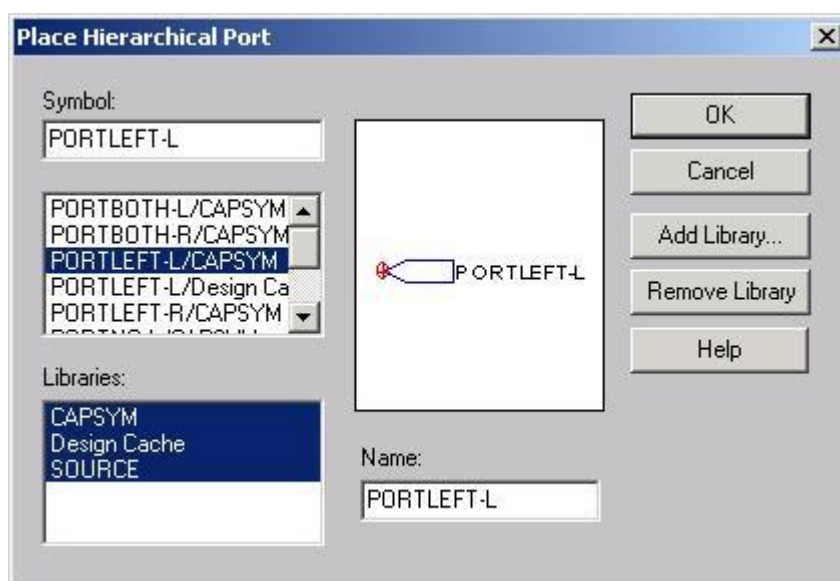 Place Hierarchical Port
Symbol:
PORTLEFT-L
PORTBOTH-L/CAPSYM
PORTBOTH-R/CAPSYM
PORTLEFT-L/CAPSYM
PORTLEFT-L/Design Ca
PORTLEFT-R/CAPSYM
Libraries:
CAPSYM
Design Cache
SOURCE
PORTLEFT-L
Name:
PORTLEFT-L
OK
Cancel
Add Library...
Remove Library
Help